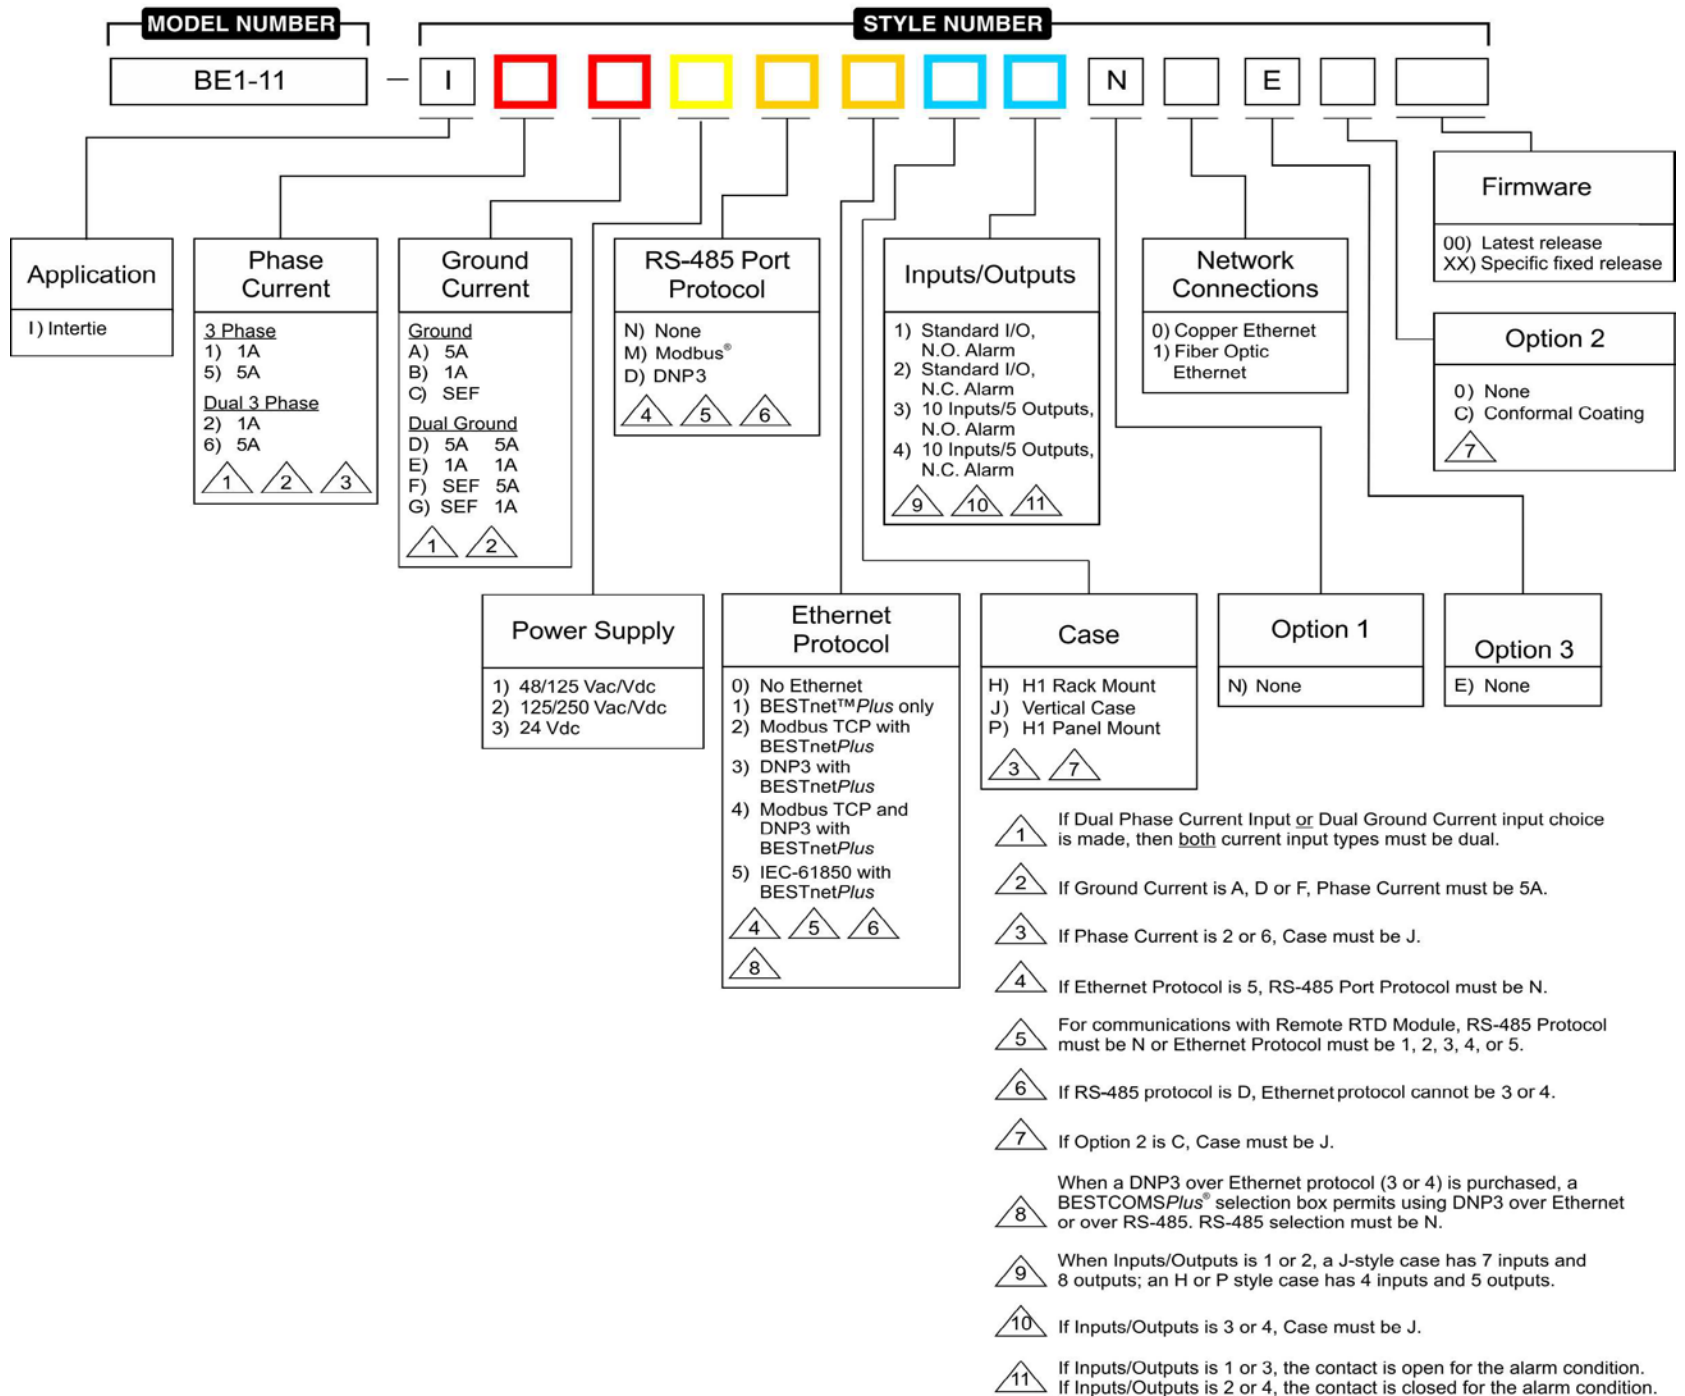 MODEL NUMBER
STYLE NUMBER
BE1-11
–
I
N
E
Application
I) Intertie
Phase
Current
3 Phase
1) 1A
5) 5A
Dual 3 Phase
2) 1A
6) 5A
1 2 3
Ground
Current
Ground
A) 5A
B) 1A
C) SEF
Dual Ground
D) 5A 5A
E) 1A 1A
F) SEF 5A
G) SEF 1A
1 2
RS-485 Port
Protocol
N) None
M) Modbus®
D) DNP3
4 5 6
Inputs/Outputs
1) Standard I/O,
N.O. Alarm
2) Standard I/O,
N.C. Alarm
3) 10 Inputs/5 Outputs,
N.O. Alarm
4) 10 Inputs/5 Outputs,
N.C. Alarm
9 10 11
Network
Connections
0) Copper Ethernet
1) Fiber Optic
Ethernet
Firmware
00) Latest release
XX) Specific fixed release
Option 2
0) None
C) Conformal Coating
7
Power Supply
1) 48/125 Vac/Vdc
2) 125/250 Vac/Vdc
3) 24 Vdc
Ethernet
Protocol
0) No Ethernet
1) BESTnet™Plus only
2) Modbus TCP with
BESTnetPlus
3) DNP3 with
BESTnetPlus
4) Modbus TCP and
DNP3 with
BESTnetPlus
5) IEC-61850 with
BESTnetPlus
4 5 6
8
Case
H) H1 Rack Mount
J) Vertical Case
P) H1 Panel Mount
3 7
Option 1
N) None
Option 3
E) None
1 If Dual Phase Current Input or Dual Ground Current input choice
is made, then both current input types must be dual.
2 If Ground Current is A, D or F, Phase Current must be 5A.
3 If Phase Current is 2 or 6, Case must be J.
4 If Ethernet Protocol is 5, RS-485 Port Protocol must be N.
5 For communications with Remote RTD Module, RS-485 Protocol
must be N or Ethernet Protocol must be 1, 2, 3, 4, or 5.
6 If RS-485 protocol is D, Ethernet protocol cannot be 3 or 4.
7 If Option 2 is C, Case must be J.
8 When a DNP3 over Ethernet protocol (3 or 4) is purchased, a
BESTCOMSPlus® selection box permits using DNP3 over Ethernet
or over RS-485. RS-485 selection must be N.
9 When Inputs/Outputs is 1 or 2, a J-style case has 7 inputs and
8 outputs; an H or P style case has 4 inputs and 5 outputs.
10 If Inputs/Outputs is 3 or 4, Case must be J.
11 If Inputs/Outputs is 1 or 3, the contact is open for the alarm condition.
If Inputs/Outputs is 2 or 4, the contact is closed for the alarm condition.